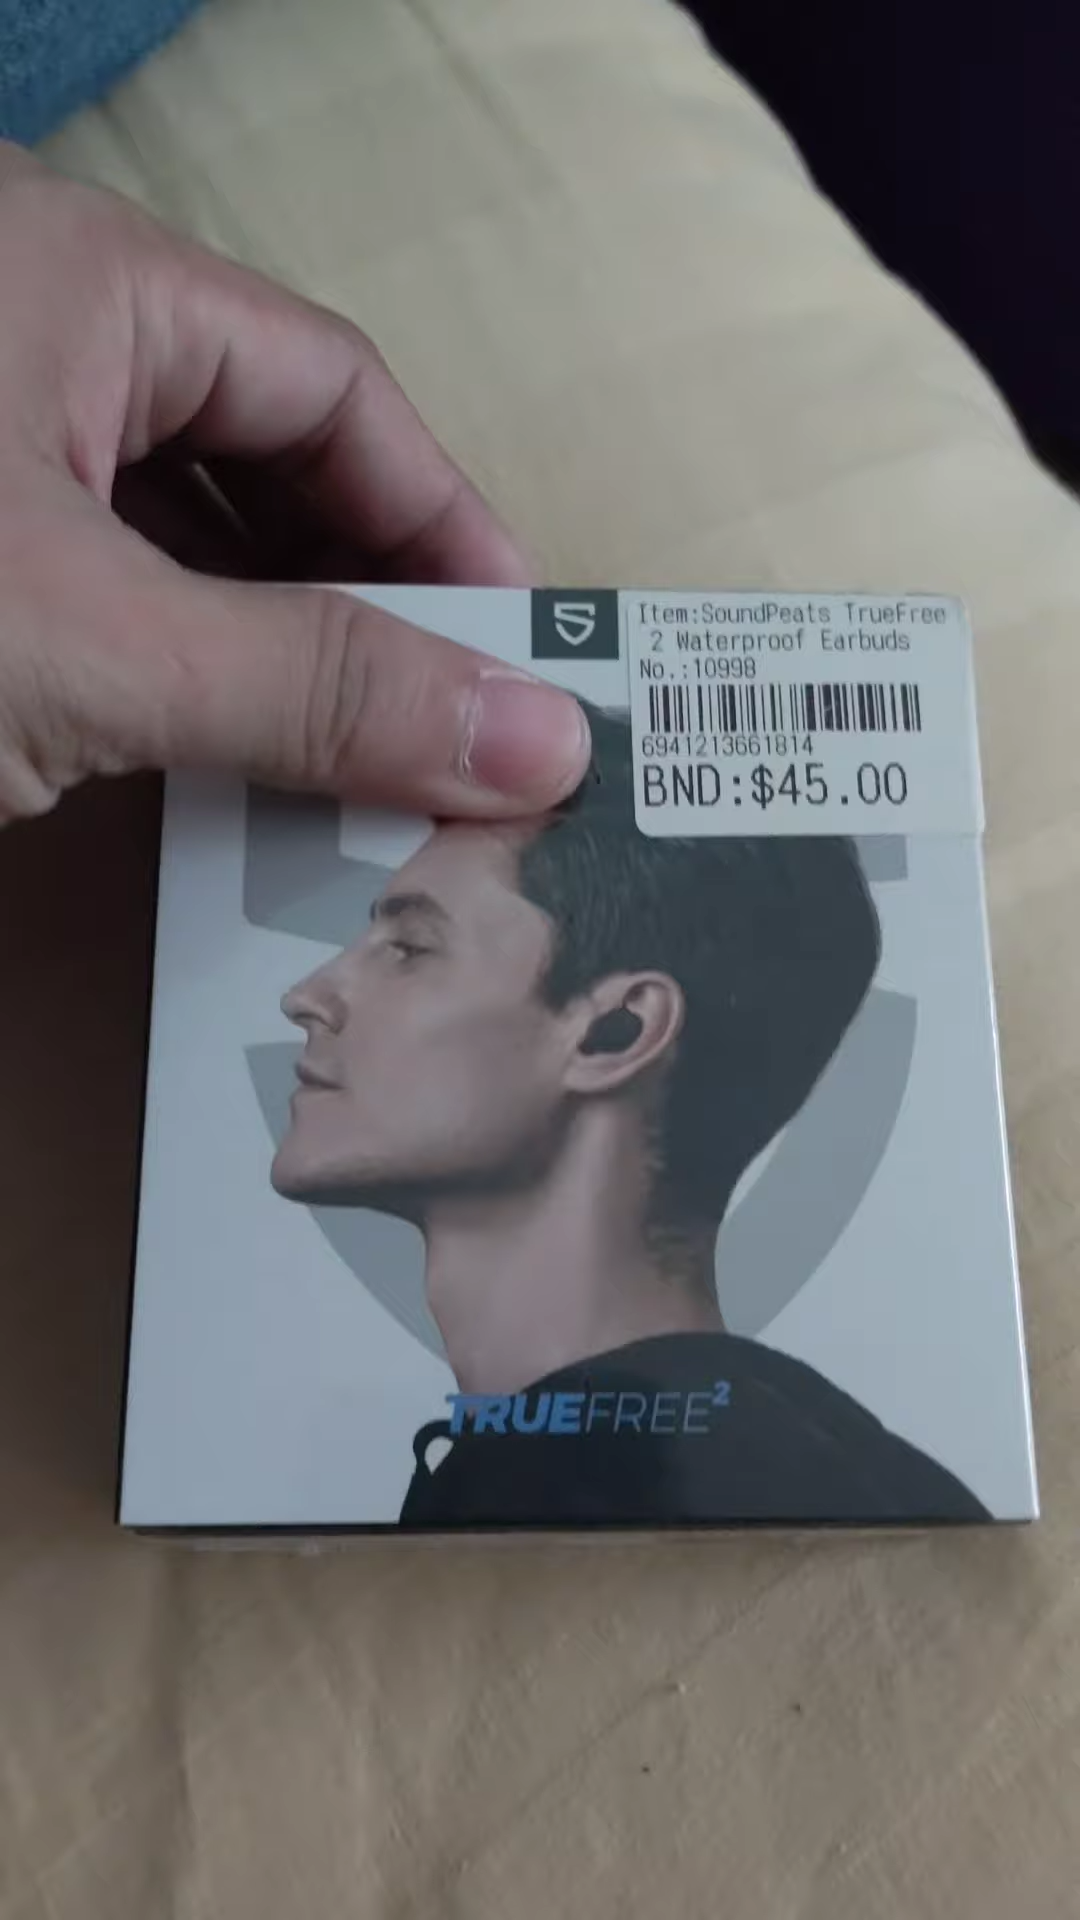 Item:SoundPeats TrueFree
2 Waterproof Earbuds
No.:10998
6941213661814
BND:$45.00
TRUEFREE²